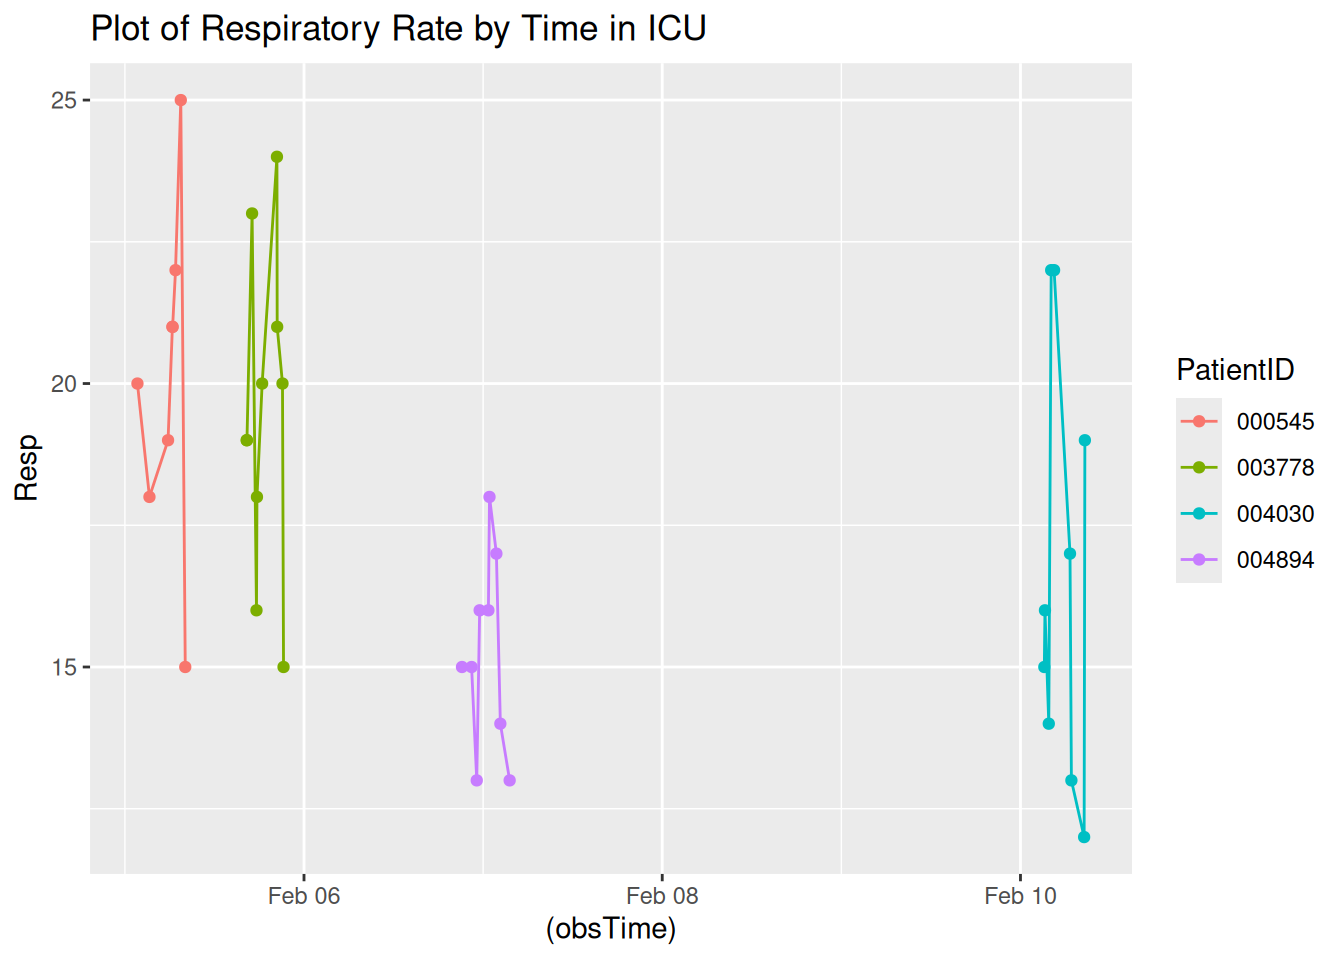 Plot of Respiratory Rate by Time in ICU
25
20
15
Resp
Feb 06
Feb 08
Feb 10
(obsTime)
PatientID
000545
003778
004030
004894